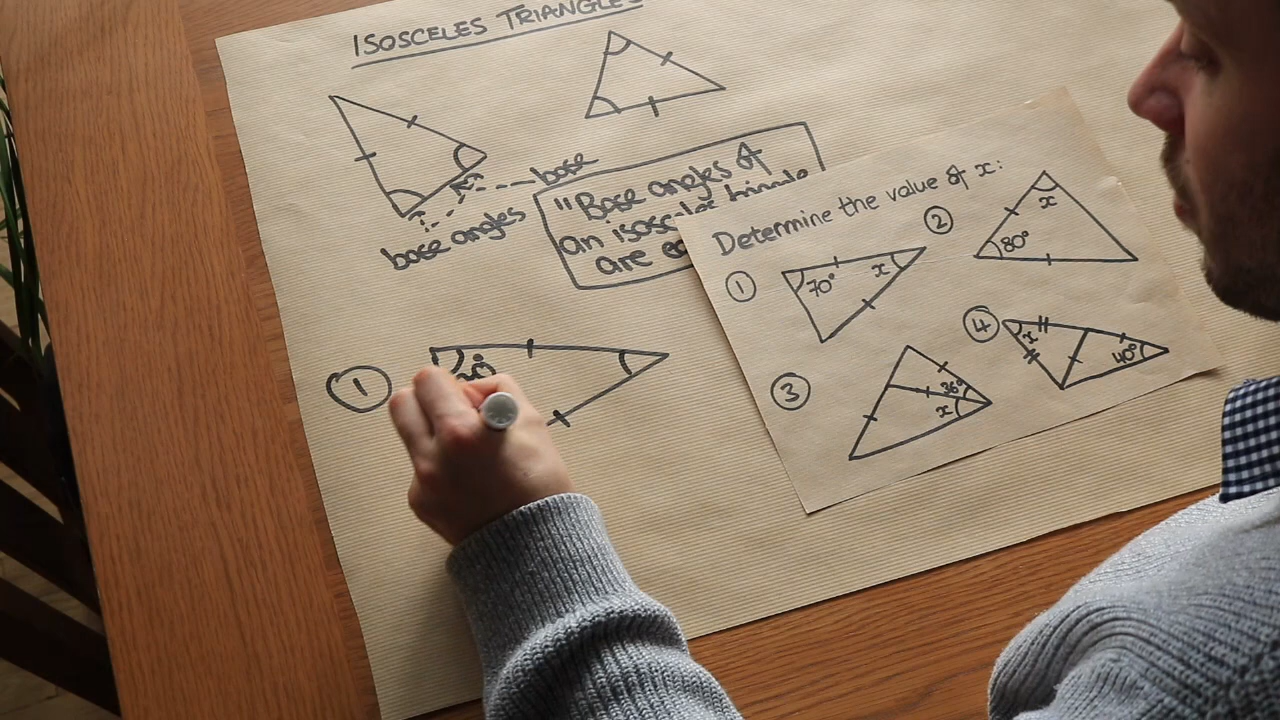 ISOSCELES TRIANGLES
base
base angles
"Base angles of
an isosceles triangle
are
Determine the value of x:
1
70°
x
2
x
80°
3
36°
x
4
x
40°
1